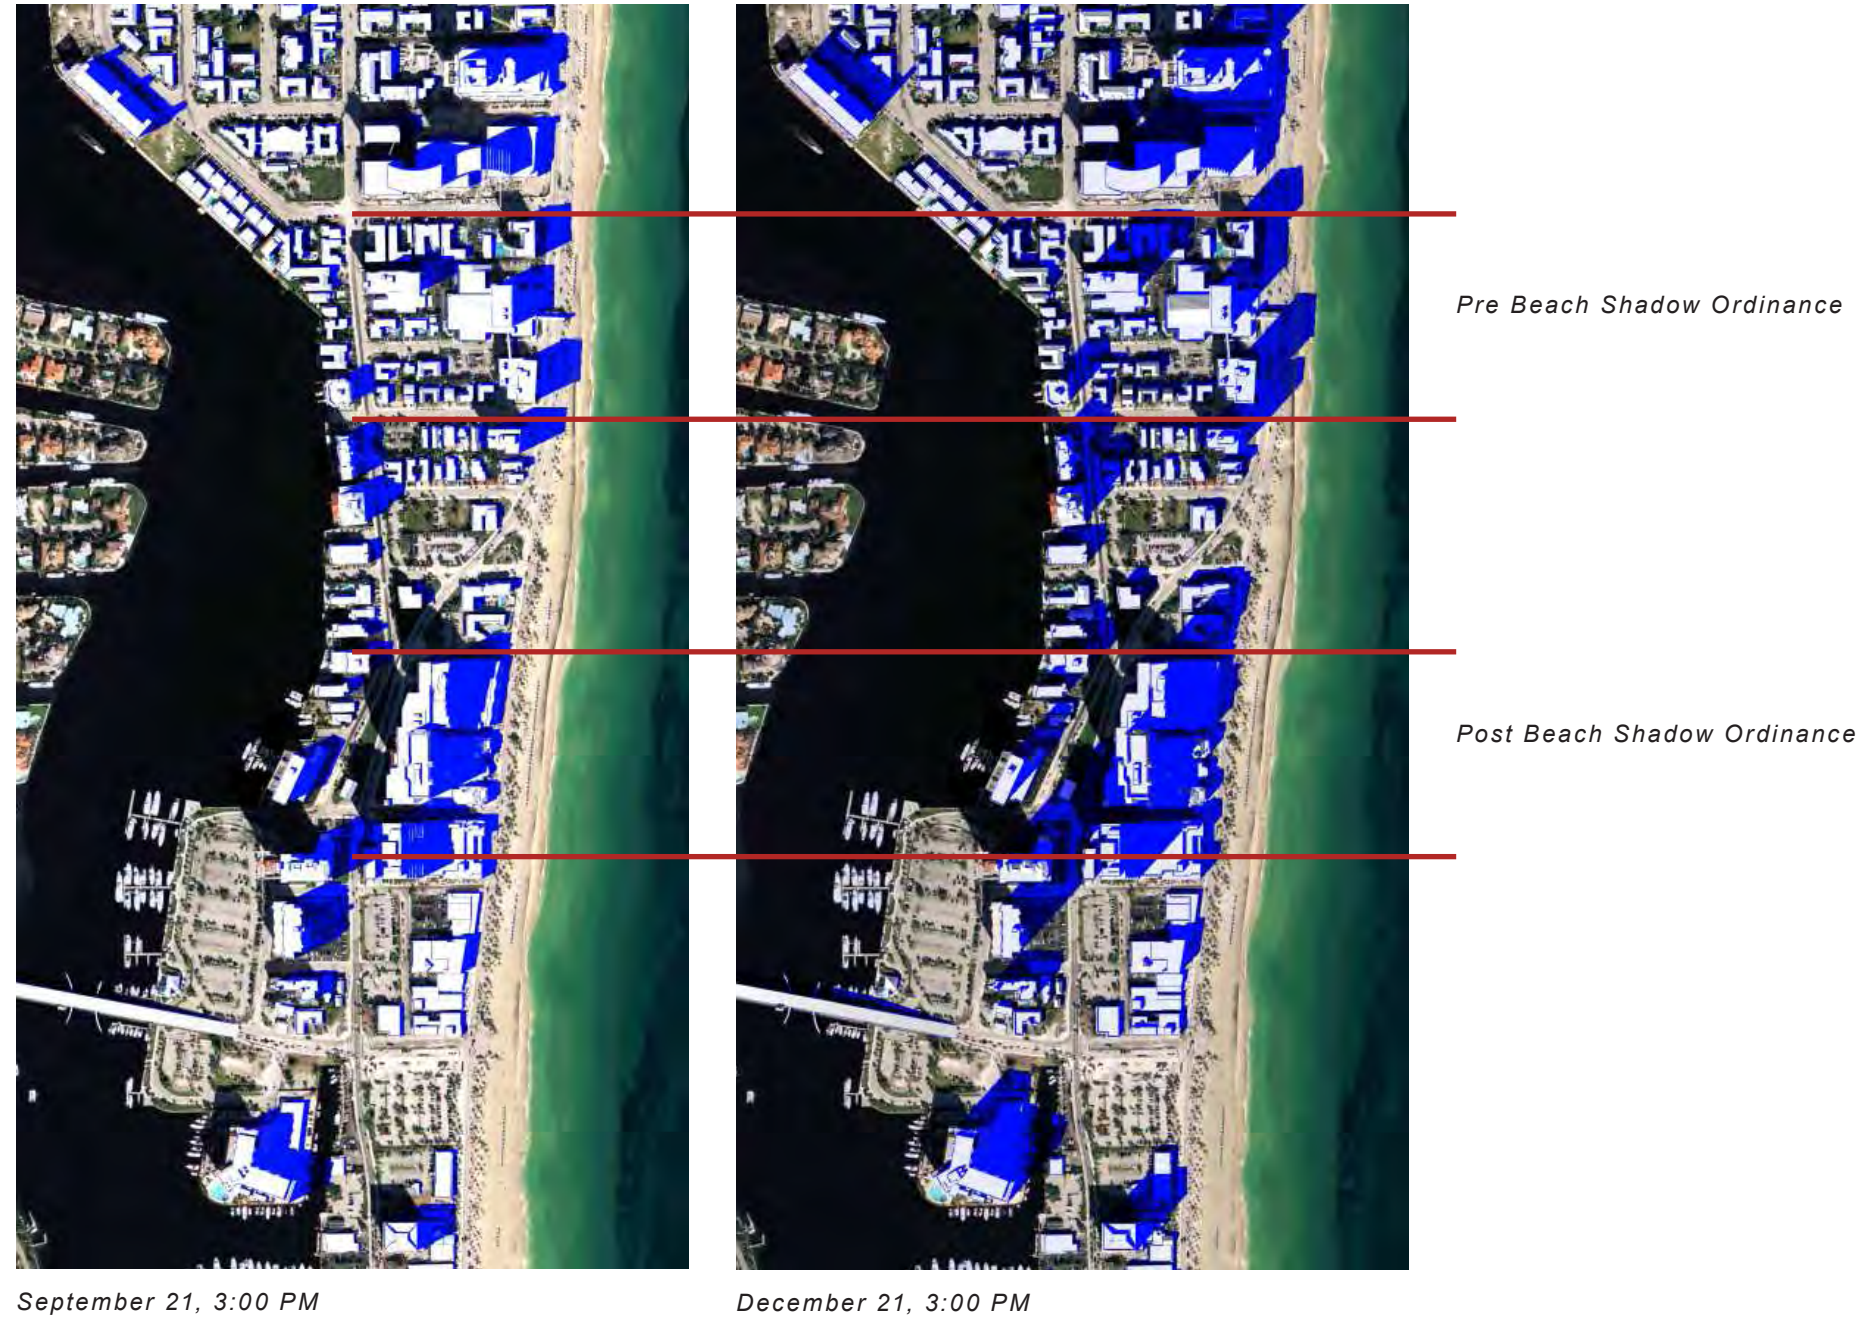 Pre Beach Shadow Ordinance
Post Beach Shadow Ordinance
September 21, 3:00 PM
December 21, 3:00 PM